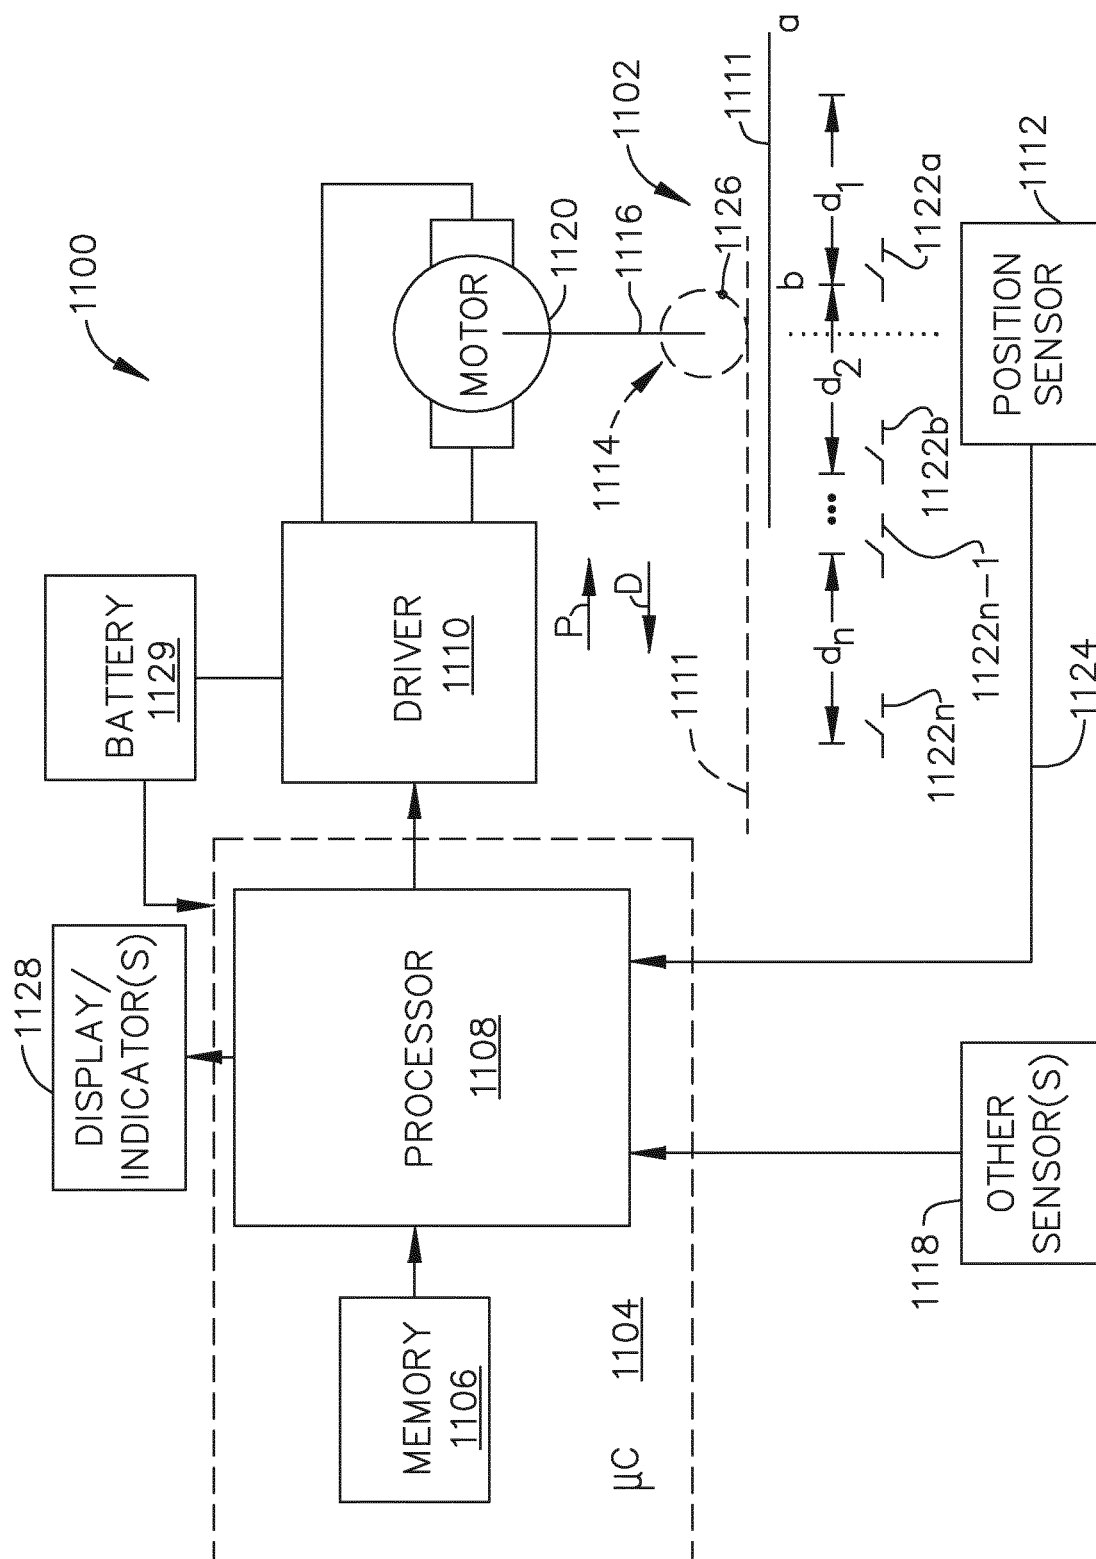 1100
BATTERY
1129
1128
DISPLAY/
INDICATOR(S)
MEMORY
1106
PROCESSOR
1108
DRIVER
1110
MOTOR
1120
1116
1102
1114
1126
P
D
µC
1104
1111
1111
a
b
dn
...
d2
d1
1122n
1122n-1
1122b
1122a
1118
OTHER
SENSOR(S)
1124
POSITION
SENSOR
1112